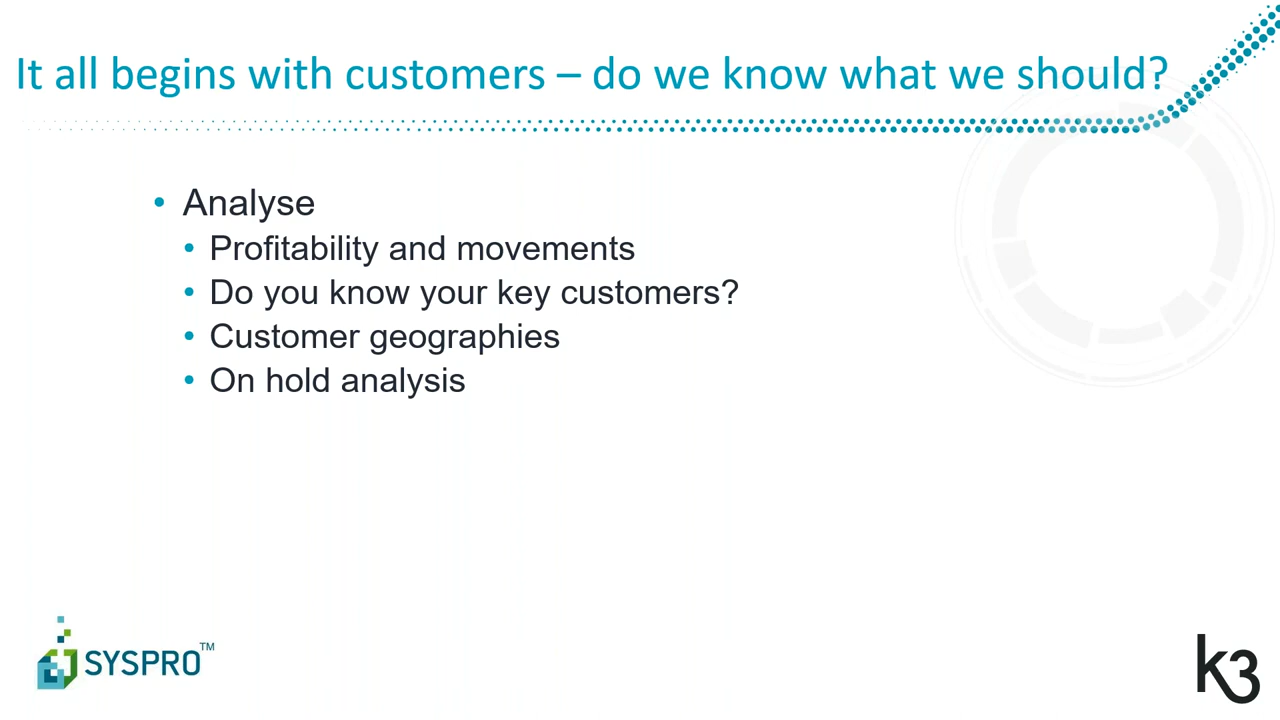 It all begins with customers – do we know what we should?
• Analyse
• Profitability and movements
• Do you know your key customers?
• Customer geographies
• On hold analysis
SYSPRO™
k3